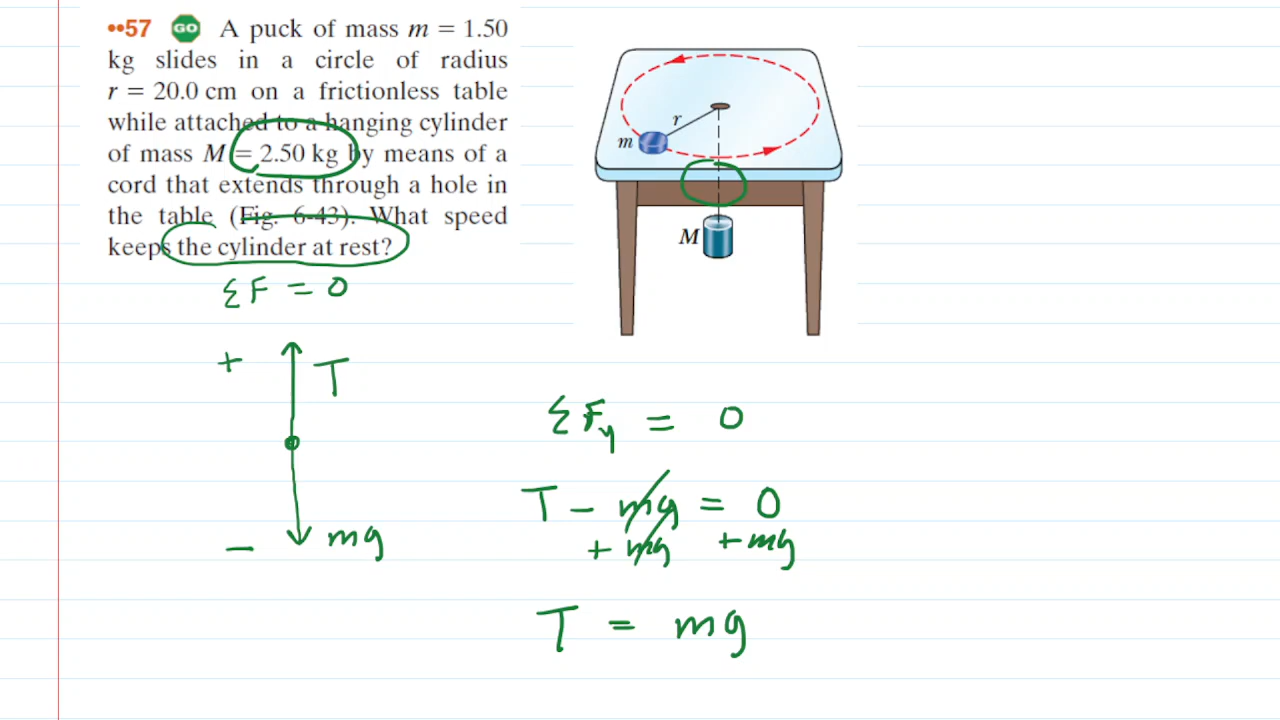 ••57 GO A puck of mass m = 1.50
kg slides in a circle of radius
r = 20.0 cm on a frictionless table
while attached to a hanging cylinder
of mass M = 2.50 kg by means of a
cord that extends through a hole in
the table (Fig. 6-43). What speed
keeps the cylinder at rest?
r
m
M
ΣF = 0
+
T
−
mg
ΣFy = 0
T − mg = 0
+ mg +mg
T = mg